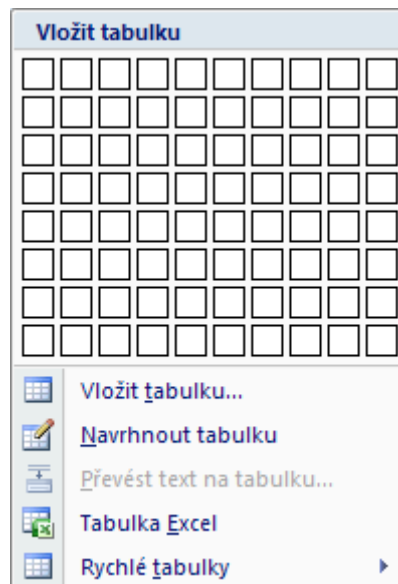 Vložit tabulku
Vložit tabulku...
Navrhnout tabulku
Převést text na tabulku...
Tabulka Excel
Rychlé tabulky